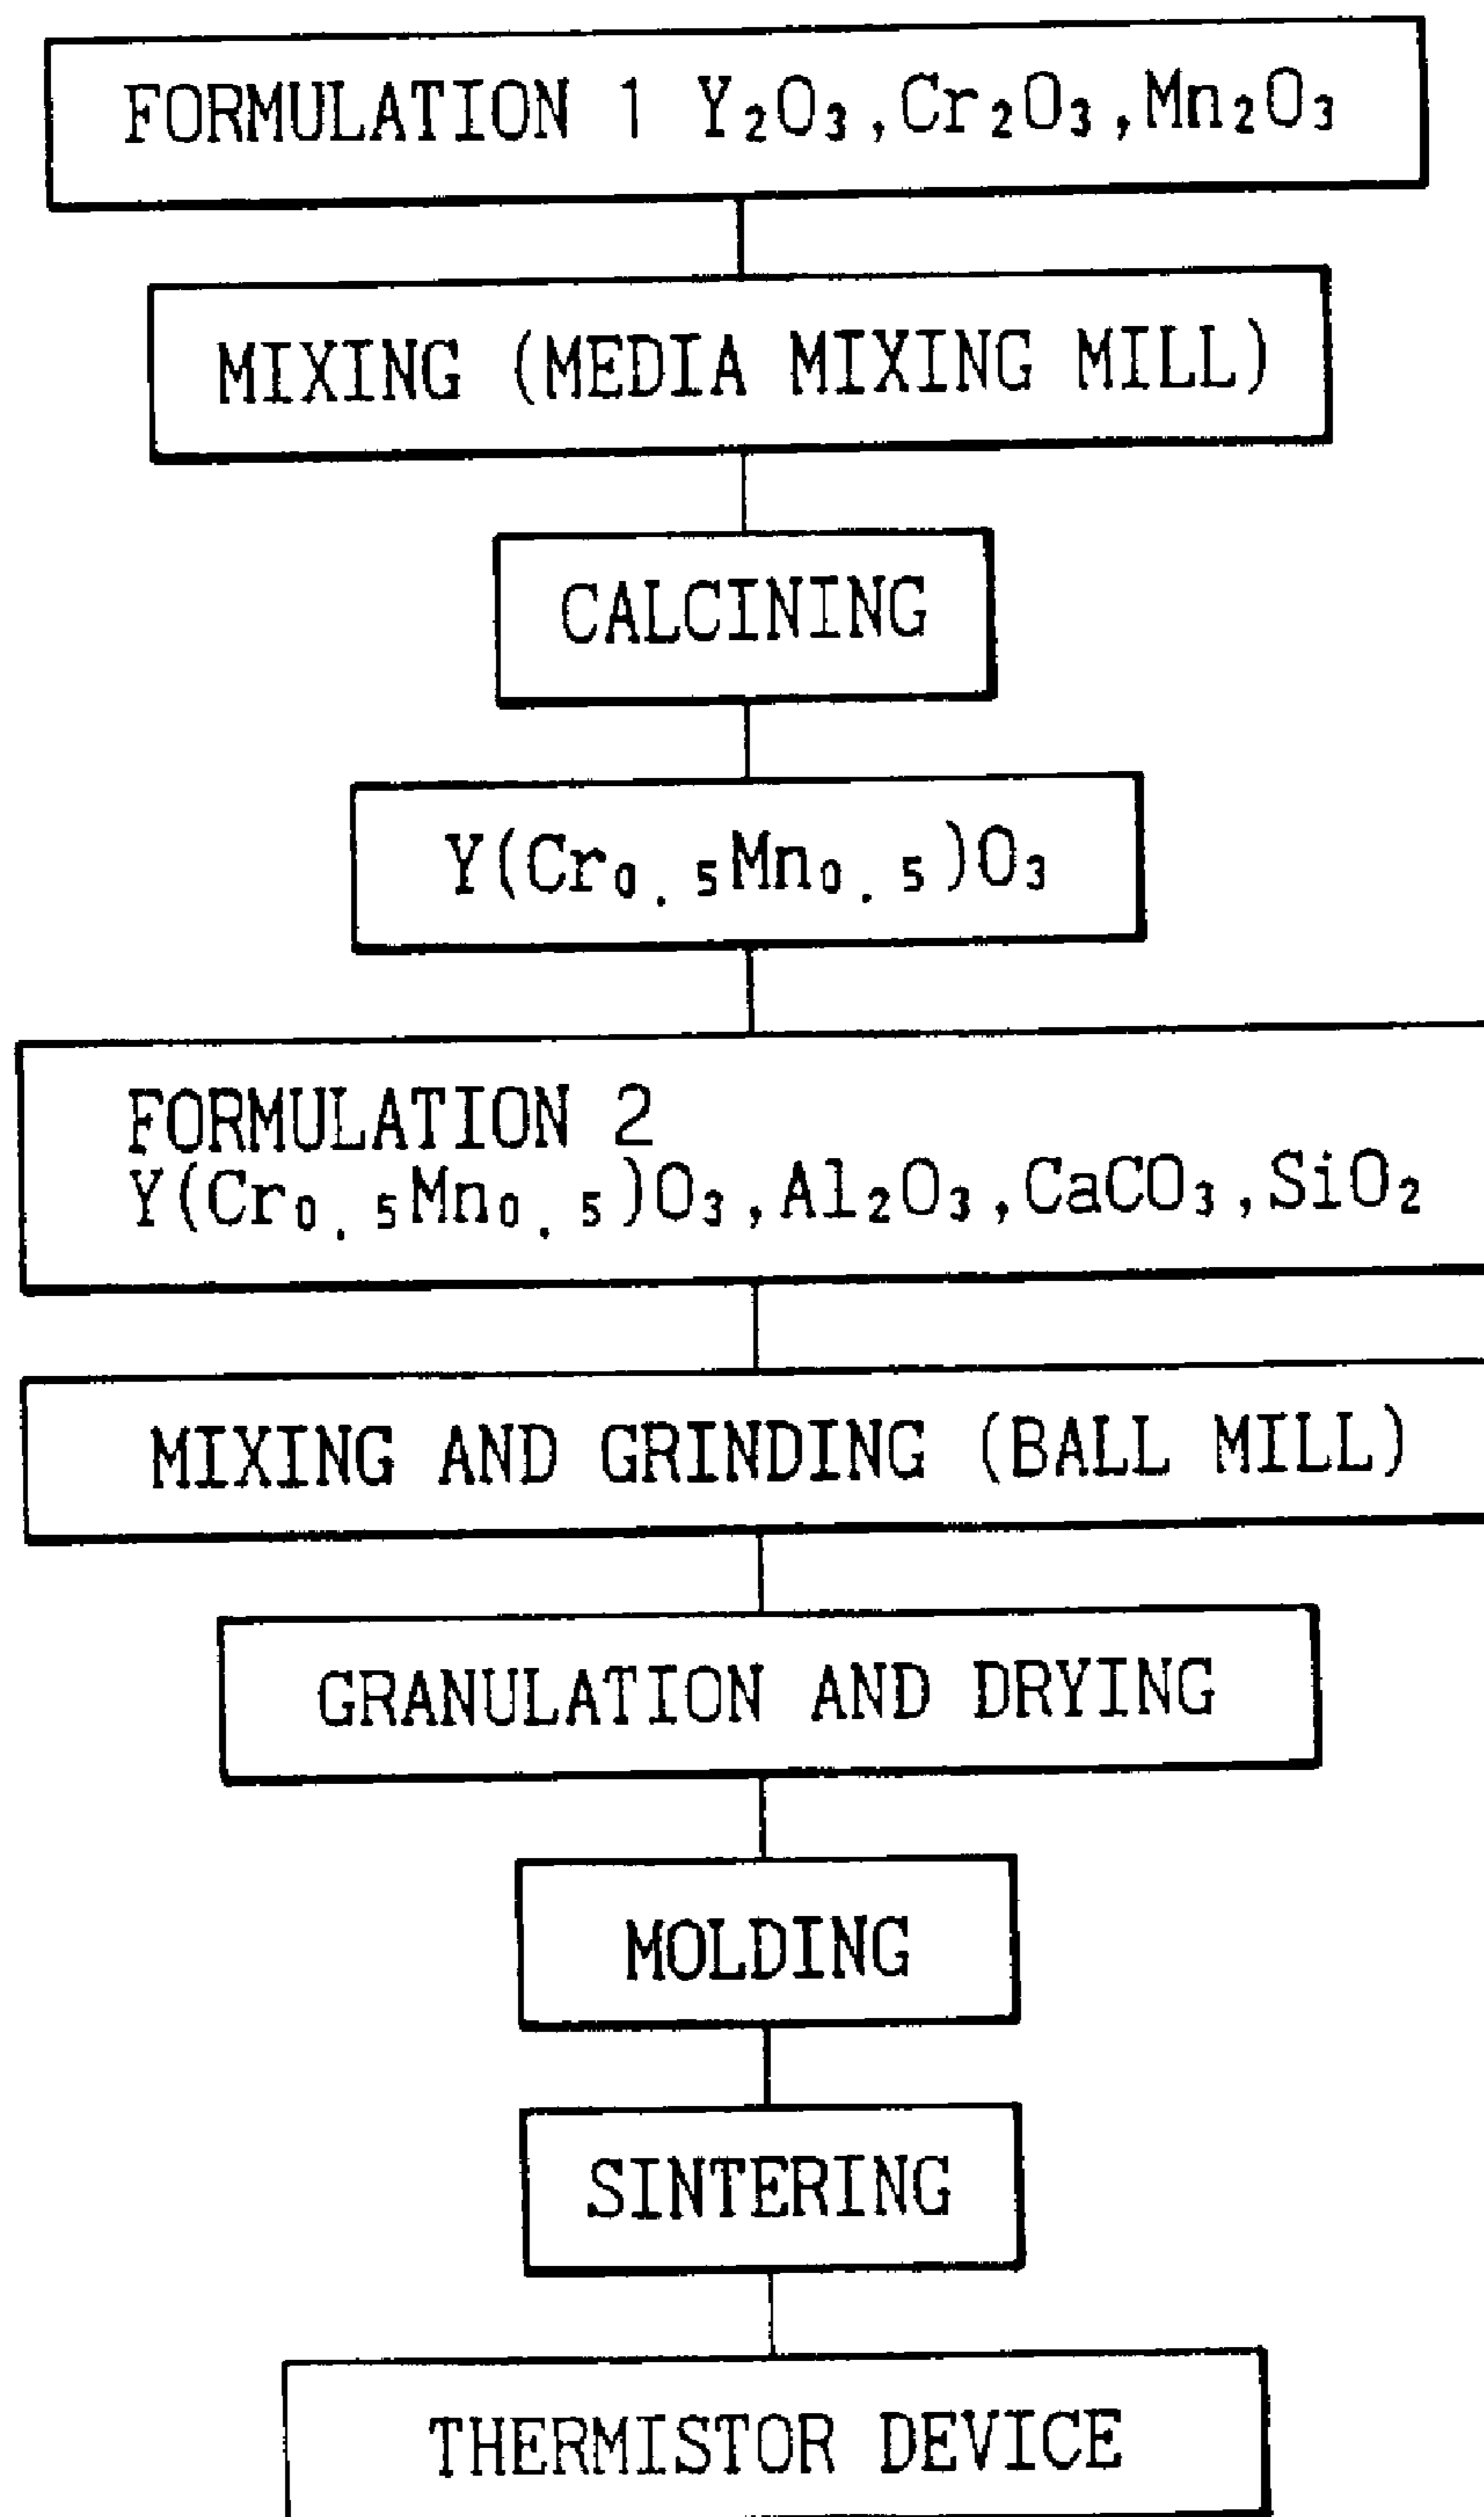 FORMULATION 1 Y₂O₃,Cr₂O₃,Mn₂O₃
MIXING (MEDIA MIXING MILL)
CALCINING
Y(Cr₀.₅Mn₀.₅)O₃
FORMULATION 2
Y(Cr₀.₅Mn₀.₅)O₃,Al₂O₃,CaCO₃,SiO₂
MIXING AND GRINDING (BALL MILL)
GRANULATION AND DRYING
MOLDING
SINTERING
THERMISTOR DEVICE